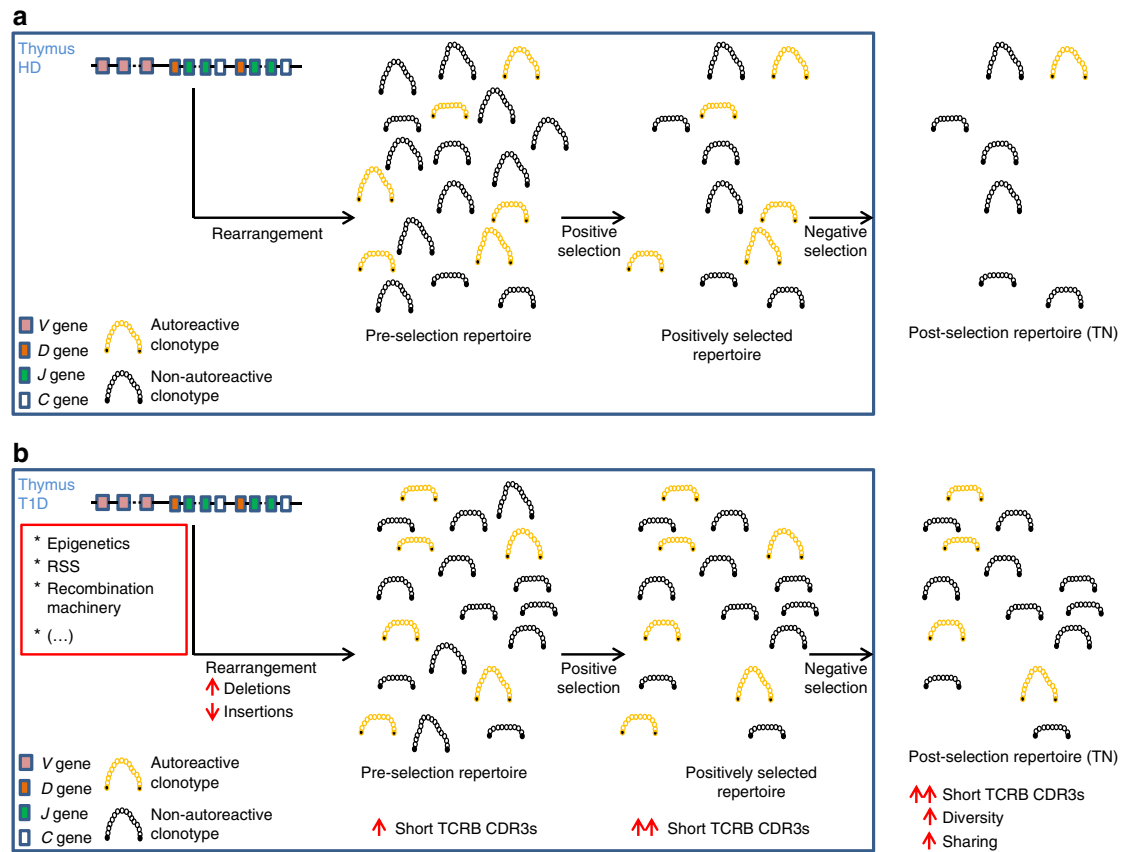 a
Thymus
HD
Rearrangement
Positive
selection
Negative
selection
V gene
D gene
J gene
C gene
Autoreactive
clonotype
Non-autoreactive
clonotype
Pre-selection repertoire
Positively selected
repertoire
Post-selection repertoire (TN)
b
Thymus
T1D
* Epigenetics
* RSS
* Recombination
machinery
* (...)
Rearrangement
↑ Deletions
↓ Insertions
Positive
selection
Negative
selection
V gene
D gene
J gene
C gene
Autoreactive
clonotype
Non-autoreactive
clonotype
Pre-selection repertoire
↑ Short TCRB CDR3s
Positively selected
repertoire
↑↑ Short TCRB CDR3s
Post-selection repertoire (TN)
↑↑ Short TCRB CDR3s
↑ Diversity
↑ Sharing